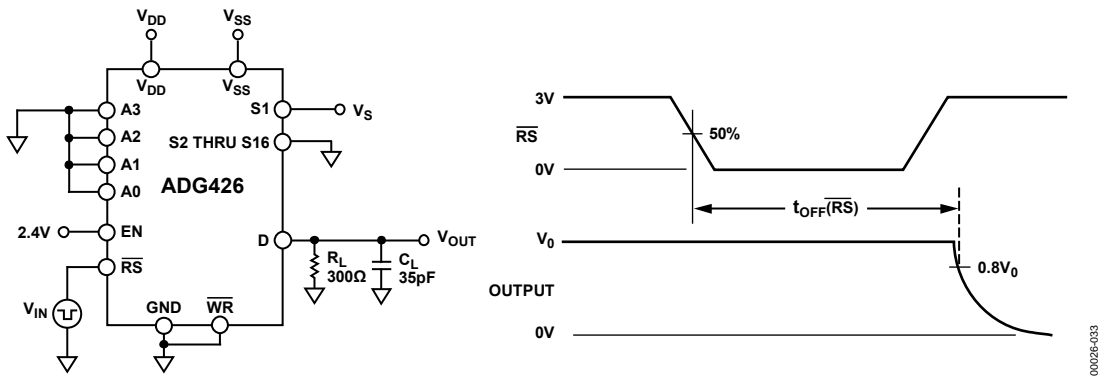 VDD
VSS
VDD
VSS
A3
A2
A1
A0
S1
VS
S2 THRU S16
ADG426
2.4V
EN
RS
D
VOUT
RL
300Ω
CL
35pF
VIN
GND
WR
3V
RS
0V
50%
tOFF(RS)
V0
OUTPUT
0V
0.8V0
00026-033